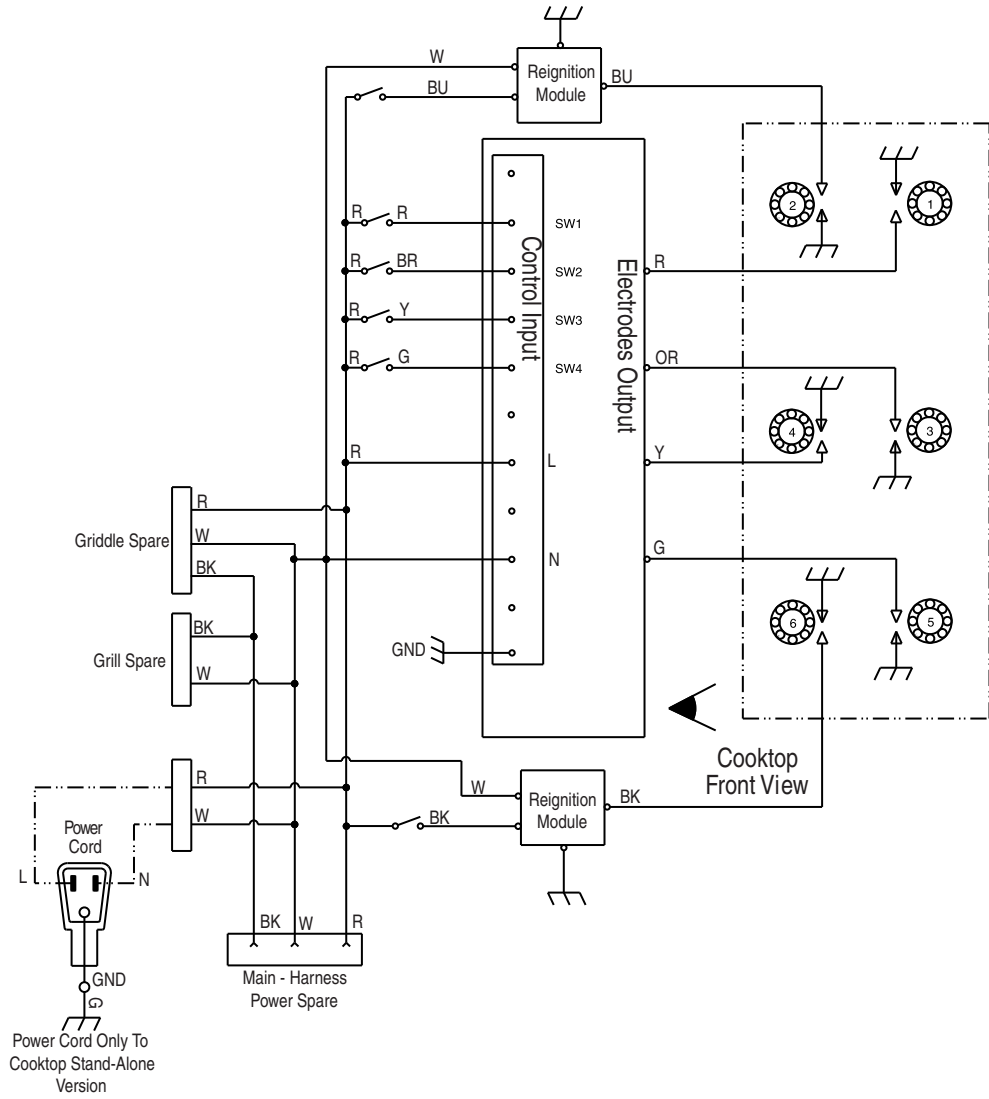 W
Reignition
Module
BU
BU
2
1
R R
SW1
Control Input
Electrodes Output
R BR
SW2
R
R Y
SW3
R G
SW4
OR
4
3
R
L
Y
R
Griddle Spare
W
BK
N
G
BK
Grill Spare
W
GND
6
5
Cooktop
Front View
R
W
Power
Cord
L
N
W
Reignition
Module
BK
BK
BK W R
Main - Harness
Power Spare
GND
G
Power Cord Only To
Cooktop Stand-Alone
Version